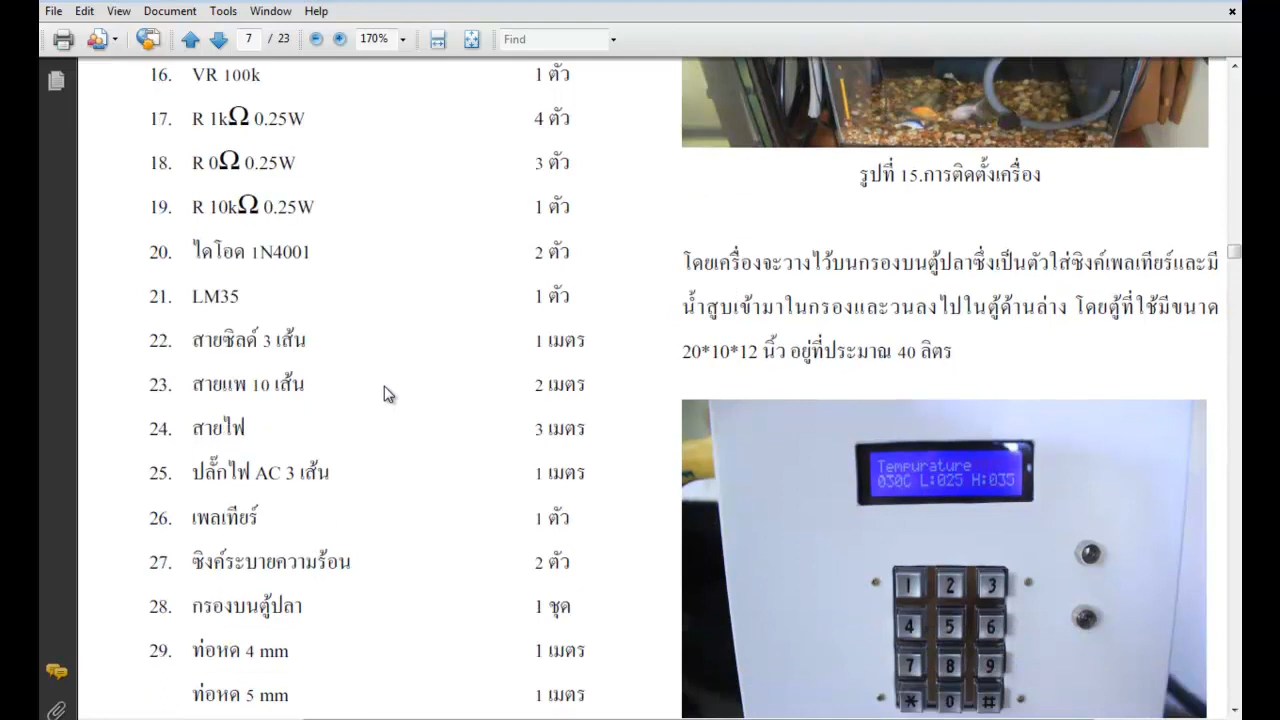 File Edit View Document Tools Window Help
7 / 23 170% Find
16. VR 100k 1 ตัว
17. R 1kΩ 0.25W 4 ตัว
18. R 0Ω 0.25W 3 ตัว
19. R 10kΩ 0.25W 1 ตัว
20. ไดโอด 1N4001 2 ตัว
21. LM35 1 ตัว
22. สายซิลด์ 3 เส้น 1 เมตร
23. สายแพ 10 เส้น 2 เมตร
24. สายไฟ 3 เมตร
25. ปลั๊กไฟ AC 3 เส้น 1 เมตร
26. เพลเทียร์ 1 ตัว
27. ซิงค์ระบายความร้อน 2 ตัว
28. กรองบนตู้ปลา 1 ชุด
29. ท่อหด 4 mm 1 เมตร
ท่อหด 5 mm 1 เมตร
รูปที่ 15.การติดตั้งเครื่อง
โดยเครื่องจะวางไว้บนกรองบนตู้ปลาซึ่งเป็นตัวใส่ซิงค์เพลเทียร์และมี
น้ำสูบเข้ามาในกรองและวนลงไปในตู้ด้านล่าง โดยตู้ที่ใช้มีขนาด
20*10*12 นิ้ว อยู่ที่ประมาณ 40 ลิตร
Tempurature
030C L:025 H:035
1 2 3
4 5 6
7 8 9
* 0 #